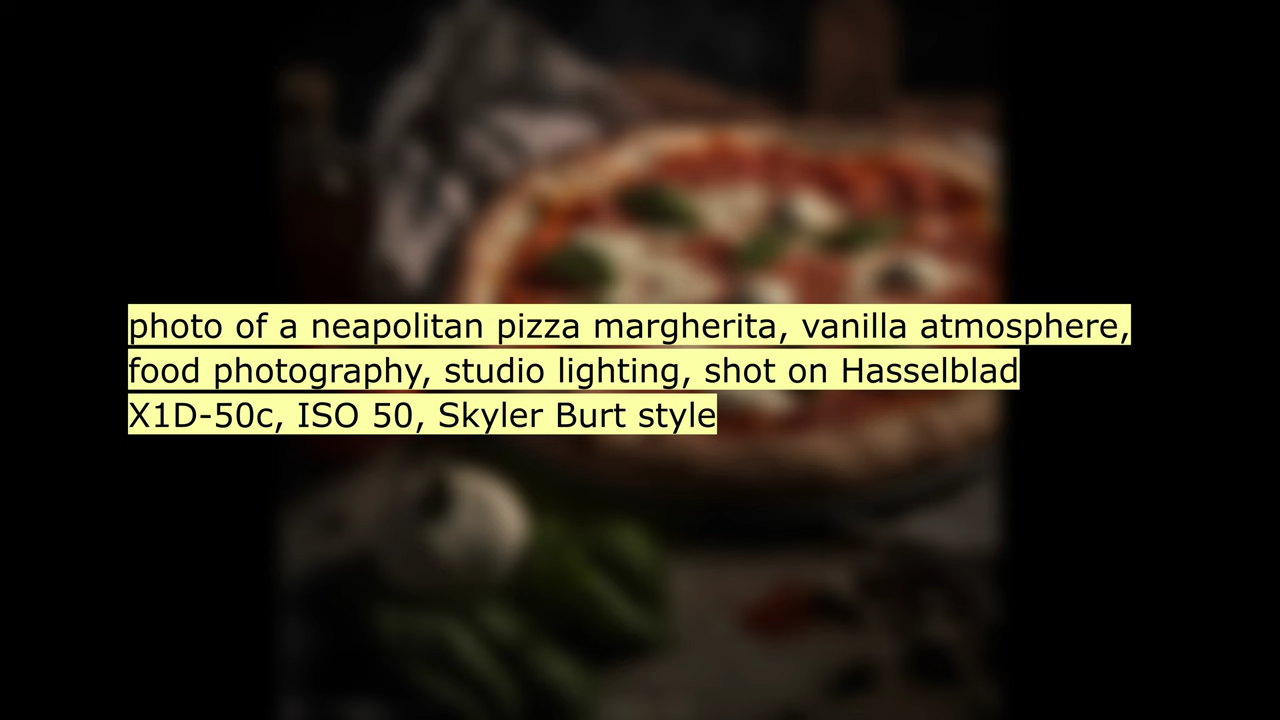 photo of a neapolitan pizza margherita, vanilla atmosphere,
food photography, studio lighting, shot on Hasselblad
X1D-50c, ISO 50, Skyler Burt style